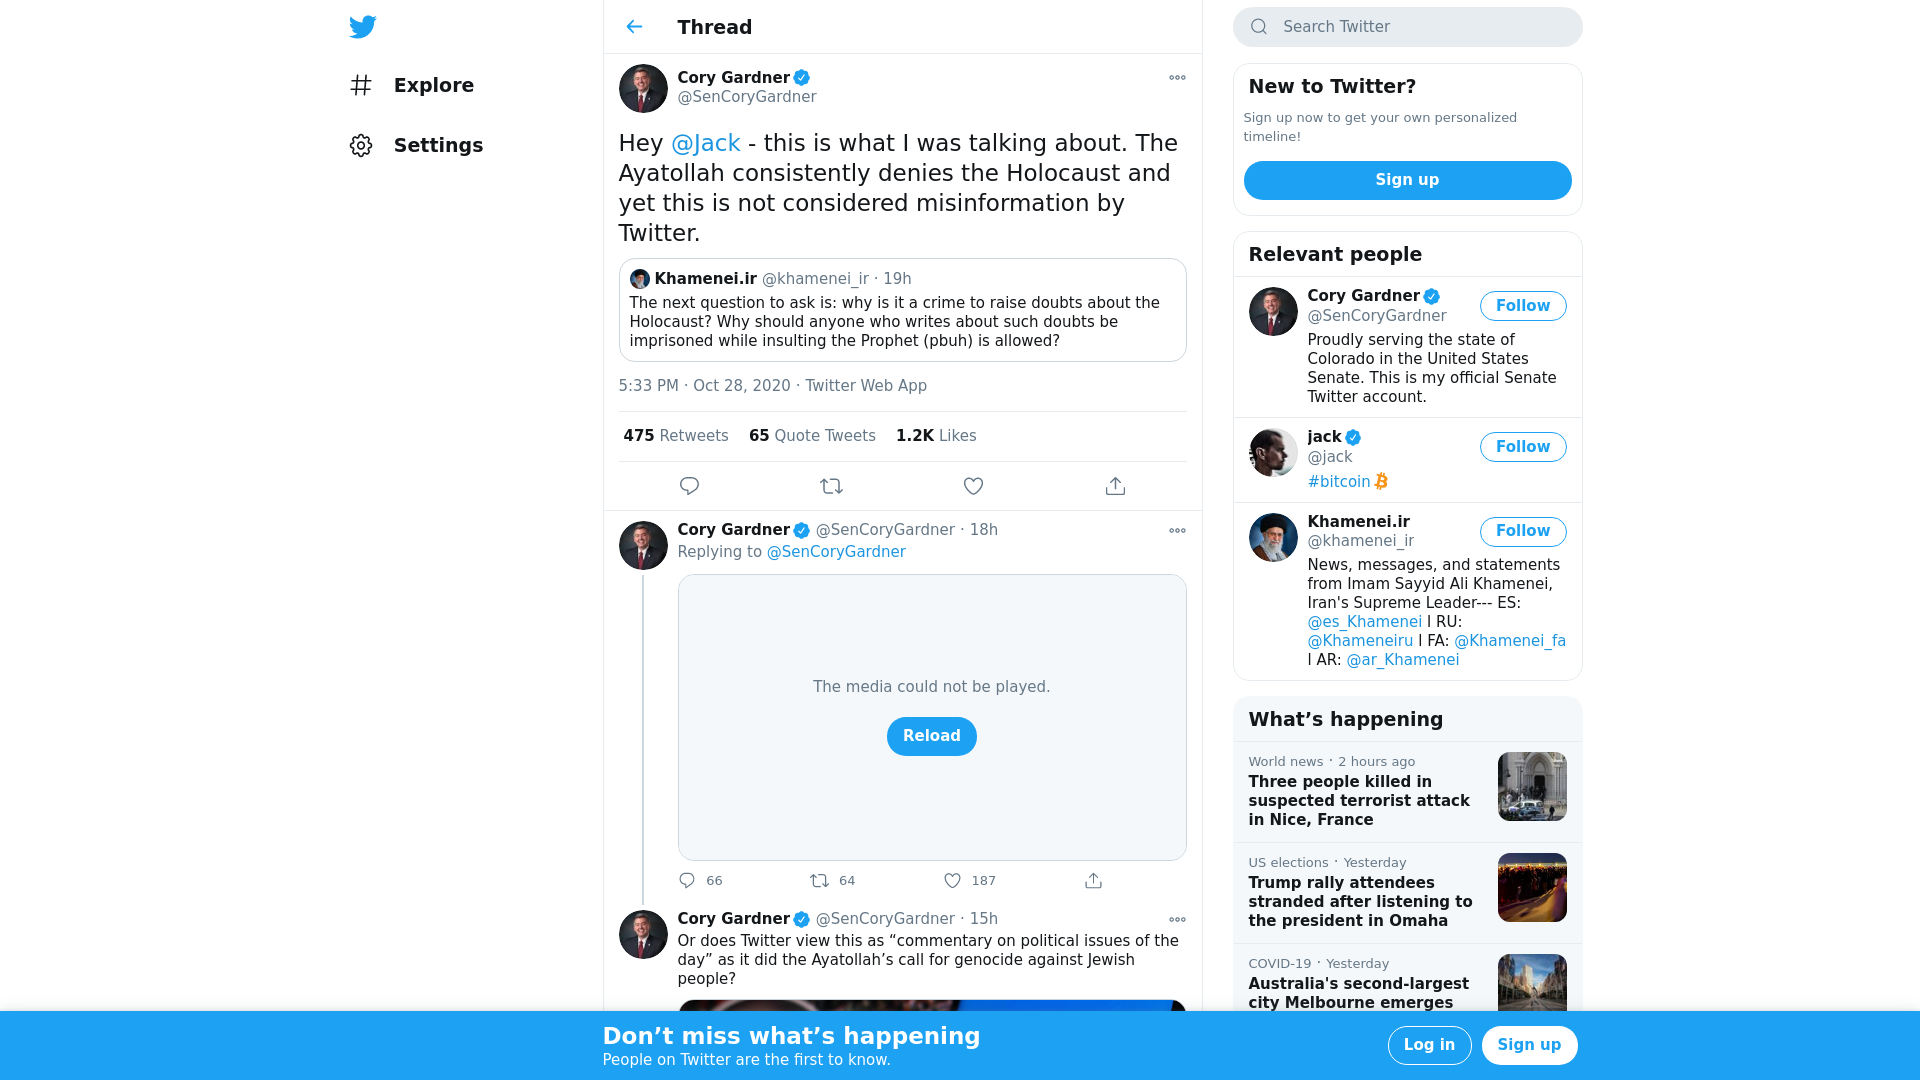 Explore
Settings
Thread
Cory Gardner
@SenCoryGardner
Hey @Jack - this is what I was talking about. The
Ayatollah consistently denies the Holocaust and
yet this is not considered misinformation by
Twitter.
Khamenei.ir @khamenei_ir · 19h
The next question to ask is: why is it a crime to raise doubts about the
Holocaust? Why should anyone who writes about such doubts be
imprisoned while insulting the Prophet (pbuh) is allowed?
5:33 PM · Oct 28, 2020 · Twitter Web App
475 Retweets 65 Quote Tweets 1.2K Likes
Cory Gardner @SenCoryGardner · 18h
Replying to @SenCoryGardner
The media could not be played.
Reload
66 64 187
Cory Gardner @SenCoryGardner · 15h
Or does Twitter view this as “commentary on political issues of the
day” as it did the Ayatollah’s call for genocide against Jewish
people?
Search Twitter
New to Twitter?
Sign up now to get your own personalized
timeline!
Sign up
Relevant people
Cory Gardner
@SenCoryGardner
Follow
Proudly serving the state of
Colorado in the United States
Senate. This is my official Senate
Twitter account.
jack
@jack
Follow
#bitcoin
Khamenei.ir
@khamenei_ir
Follow
News, messages, and statements
from Imam Sayyid Ali Khamenei,
Iran's Supreme Leader--- ES:
@es_Khamenei l RU:
@Khameneiru l FA: @Khamenei_fa
l AR: @ar_Khamenei
What’s happening
World news · 2 hours ago
Three people killed in
suspected terrorist attack
in Nice, France
US elections · Yesterday
Trump rally attendees
stranded after listening to
the president in Omaha
COVID-19 · Yesterday
Australia's second-largest
city Melbourne emerges
Don’t miss what’s happening
People on Twitter are the first to know.
Log in
Sign up